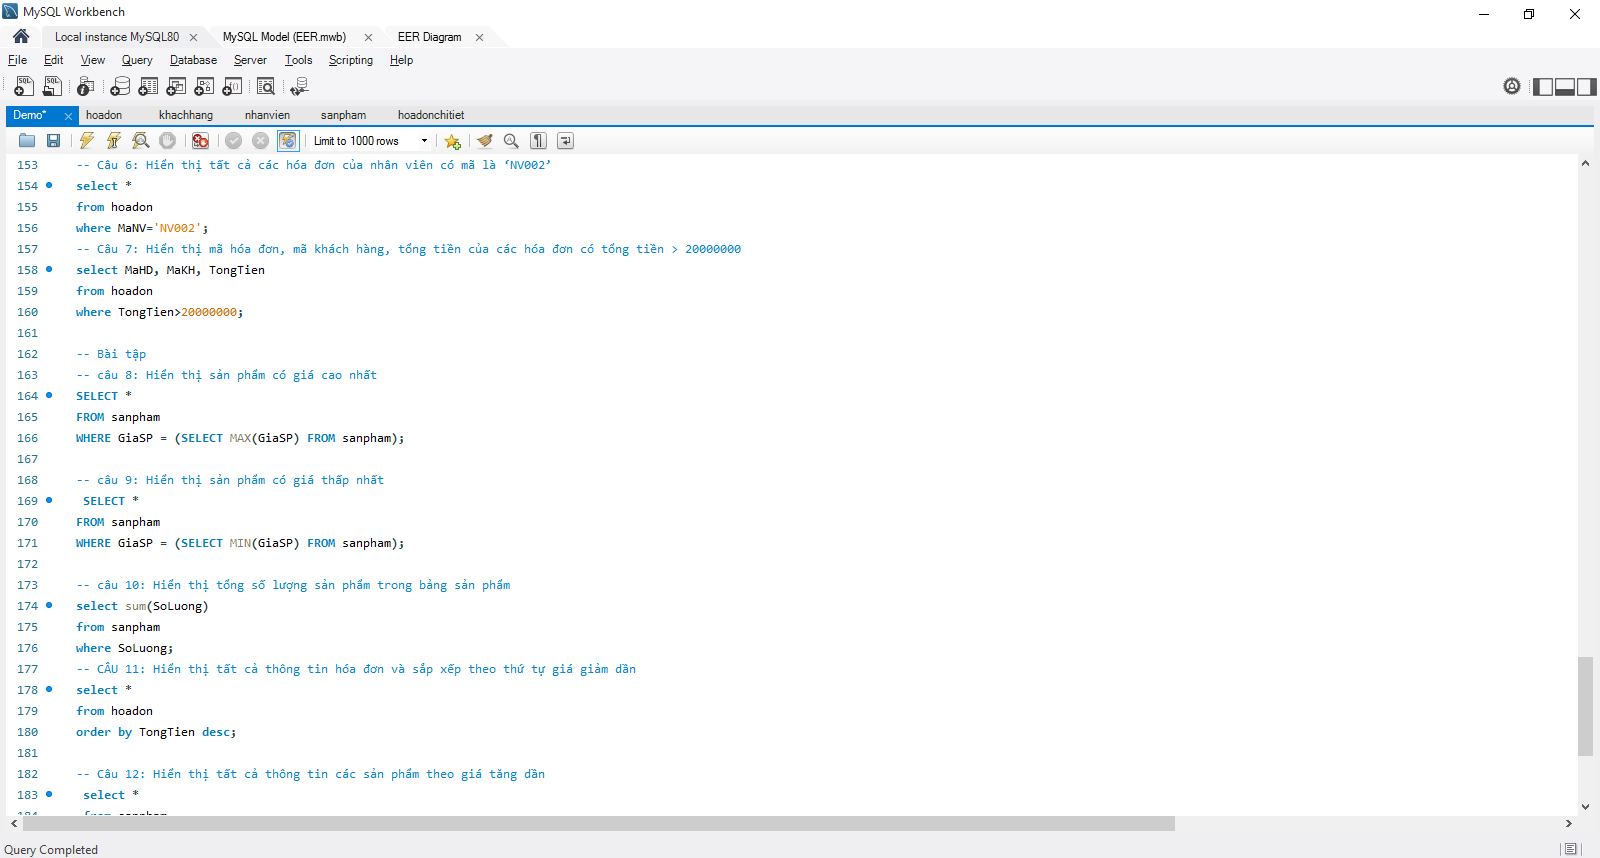 MySQL Workbench
Local instance MySQL80 MySQL Model (EER.mwb) EER Diagram
File Edit View Query Database Server Tools Scripting Help
Demo* hoadon khachhang nhanvien sanpham hoadonchitiet
Limit to 1000 rows
153 -- Câu 6: Hiển thị tất cả các hóa đơn của nhân viên có mã là ‘NV002’
154 select *
155 from hoadon
156 where MaNV='NV002';
157 -- Câu 7: Hiển thị mã hóa đơn, mã khách hàng, tổng tiền của các hóa đơn có tổng tiền > 20000000
158 select MaHD, MaKH, TongTien
159 from hoadon
160 where TongTien>20000000;
161
162 -- Bài tập
163 -- câu 8: Hiển thị sản phẩm có giá cao nhất
164 SELECT *
165 FROM sanpham
166 WHERE GiaSP = (SELECT MAX(GiaSP) FROM sanpham);
167
168 -- câu 9: Hiển thị sản phẩm có giá thấp nhất
169 SELECT *
170 FROM sanpham
171 WHERE GiaSP = (SELECT MIN(GiaSP) FROM sanpham);
172
173 -- câu 10: Hiển thị tổng số lượng sản phẩm trong bảng sản phẩm
174 select sum(SoLuong)
175 from sanpham
176 where SoLuong;
177 -- CÂU 11: Hiển thị tất cả thông tin hóa đơn và sắp xếp theo thứ tự giá giảm dần
178 select *
179 from hoadon
180 order by TongTien desc;
181
182 -- Câu 12: Hiển thị tất cả thông tin các sản phẩm theo giá tăng dần
183 select *
184 from sanpham
Query Completed